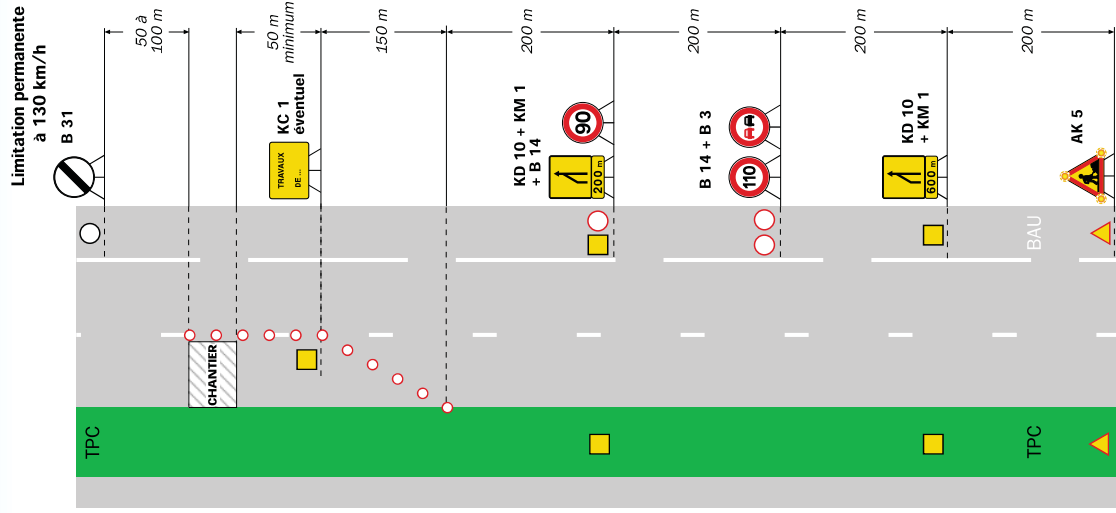 Limitation permanente
à 130 km/h
B 31
50 à
100 m
50 m
minimum
150 m
200 m
200 m
200 m
200 m
KC 1
éventuel
TRAVAUX
DE ...
KD 10 + KM 1
+ B 14
90
200 m
B 14 + B 3
110
KD 10
+ KM 1
600 m
AK 5
BAU
CHANTIER
TPC
TPC